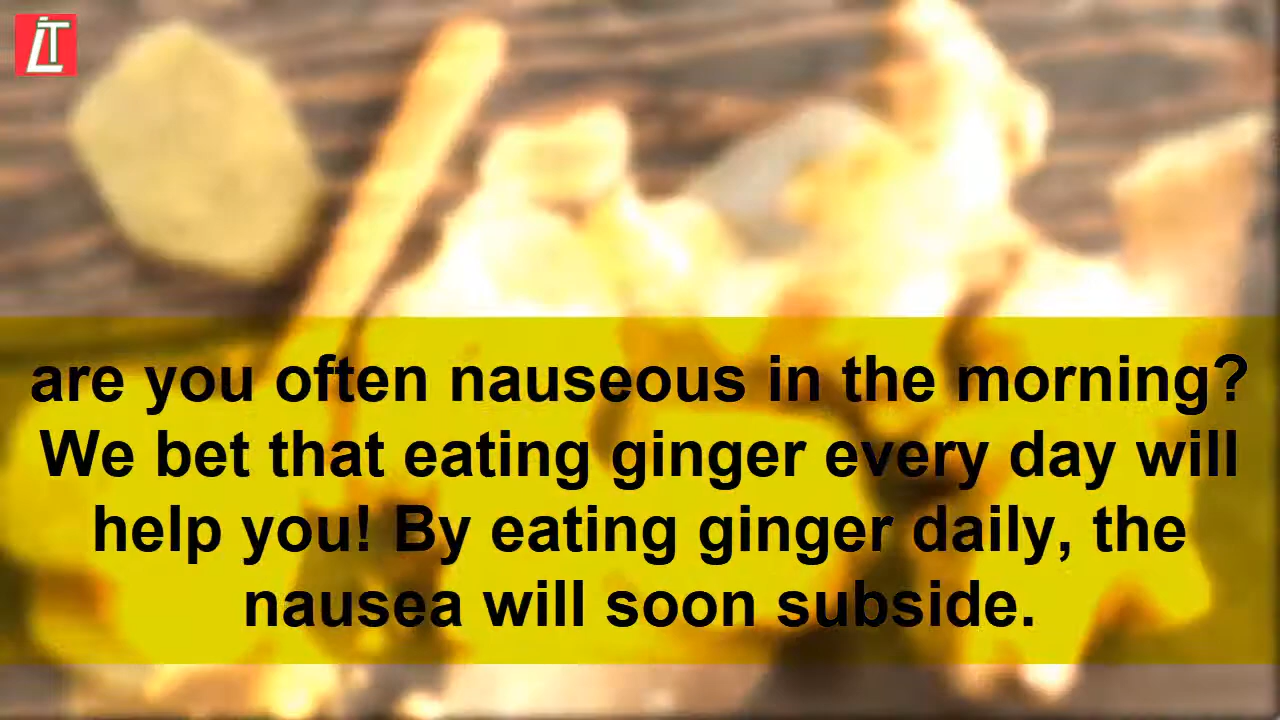 LT
are you often nauseous in the morning?
We bet that eating ginger every day will
help you! By eating ginger daily, the
nausea will soon subside.